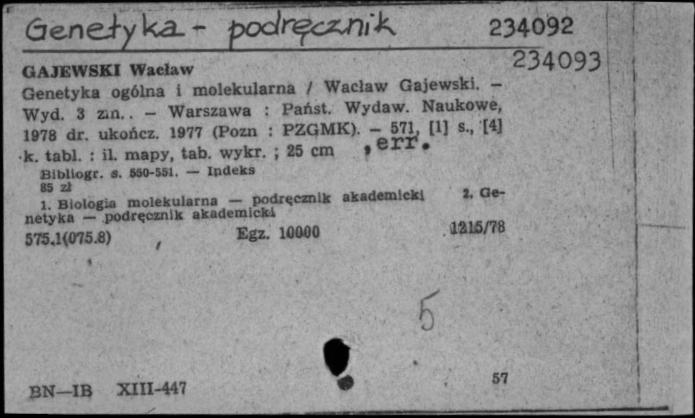 Genetyka - podręcznik 234092
234093
GAJEWSKI Wacław
Genetyka ogólna i molekularna / Wacław Gajewski. —
Wyd. 3 zm.. — Warszawa : Państ. Wydaw. Naukowe,
1978 dr. ukończ. 1977 (Pozn : PZGMK). — 571, [1] s., [4]
k. tabl. : il. mapy, tab. wykr. ; 25 cm , err.
Bibliogr. s. 550-551. — Indeks
85 zł
1. Biologia molekularna — podręcznik akademicki 2. Ge-
netyka — podręcznik akademicki
575.1(075.8) Egz. 10000 1215/78
5
BN—IB XIII-447 57